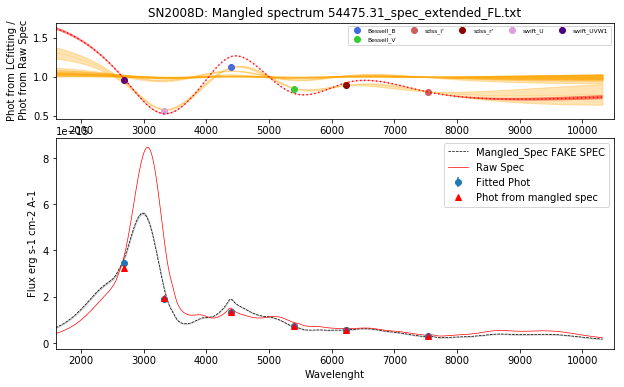 SN2008D: Mangled spectrum 54475.31_spec_extended_FL.txt
Phot from LCfitting /
Phot from Raw Spec
1.5
1.0
0.5
Bessell_B
Bessell_V
sdss_i'
sdss_r'
swift_U
swift_UVW1
2000 3000 4000 5000 6000 7000 8000 9000 10000
Flux erg s-1 cm-2 A-1
8
6
4
2
0
Mangled_Spec FAKE SPEC
Raw Spec
Fitted Phot
Phot from mangled spec
2000 3000 4000 5000 6000 7000 8000 9000 10000
Wavelenght